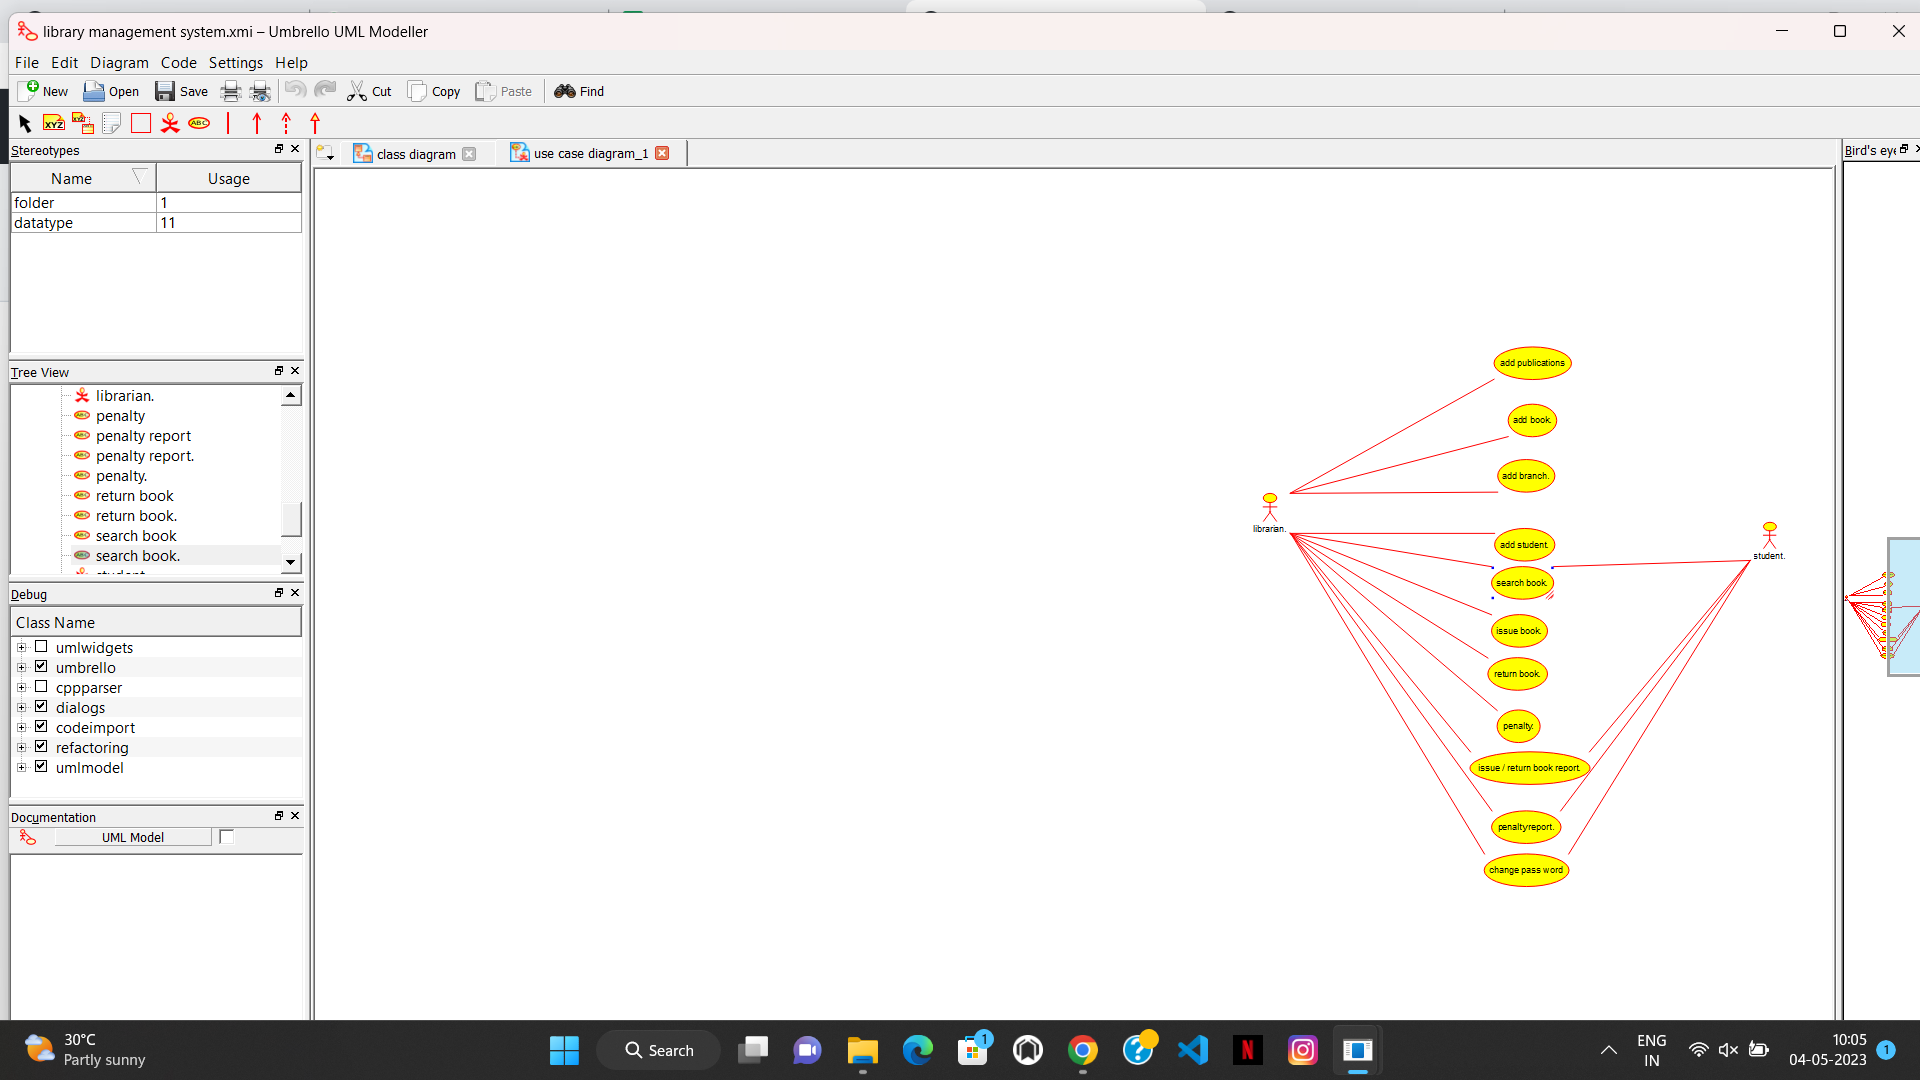 library management system.xmi – Umbrello UML Modeller
File Edit Diagram Code Settings Help
New Open Save Cut Copy Paste Find
XYZ XYZ ABC
Stereotypes
class diagram use case diagram_1
Bird's eye
Name Usage
folder 1
datatype 11
Tree View
librarian.
penalty
penalty report
penalty report.
penalty.
return book
return book.
search book
search book.
Debug
Class Name
umlwidgets
umbrello
cppparser
dialogs
codeimport
refactoring
umlmodel
Documentation
UML Model
add publications
add book.
add branch.
librarian.
add student.
student.
search book.
issue book.
return book.
penalty.
issue / return book report.
penaltyreport.
change pass word
30°C
Partly sunny
Search
1
ENG
IN
10:05
04-05-2023
1